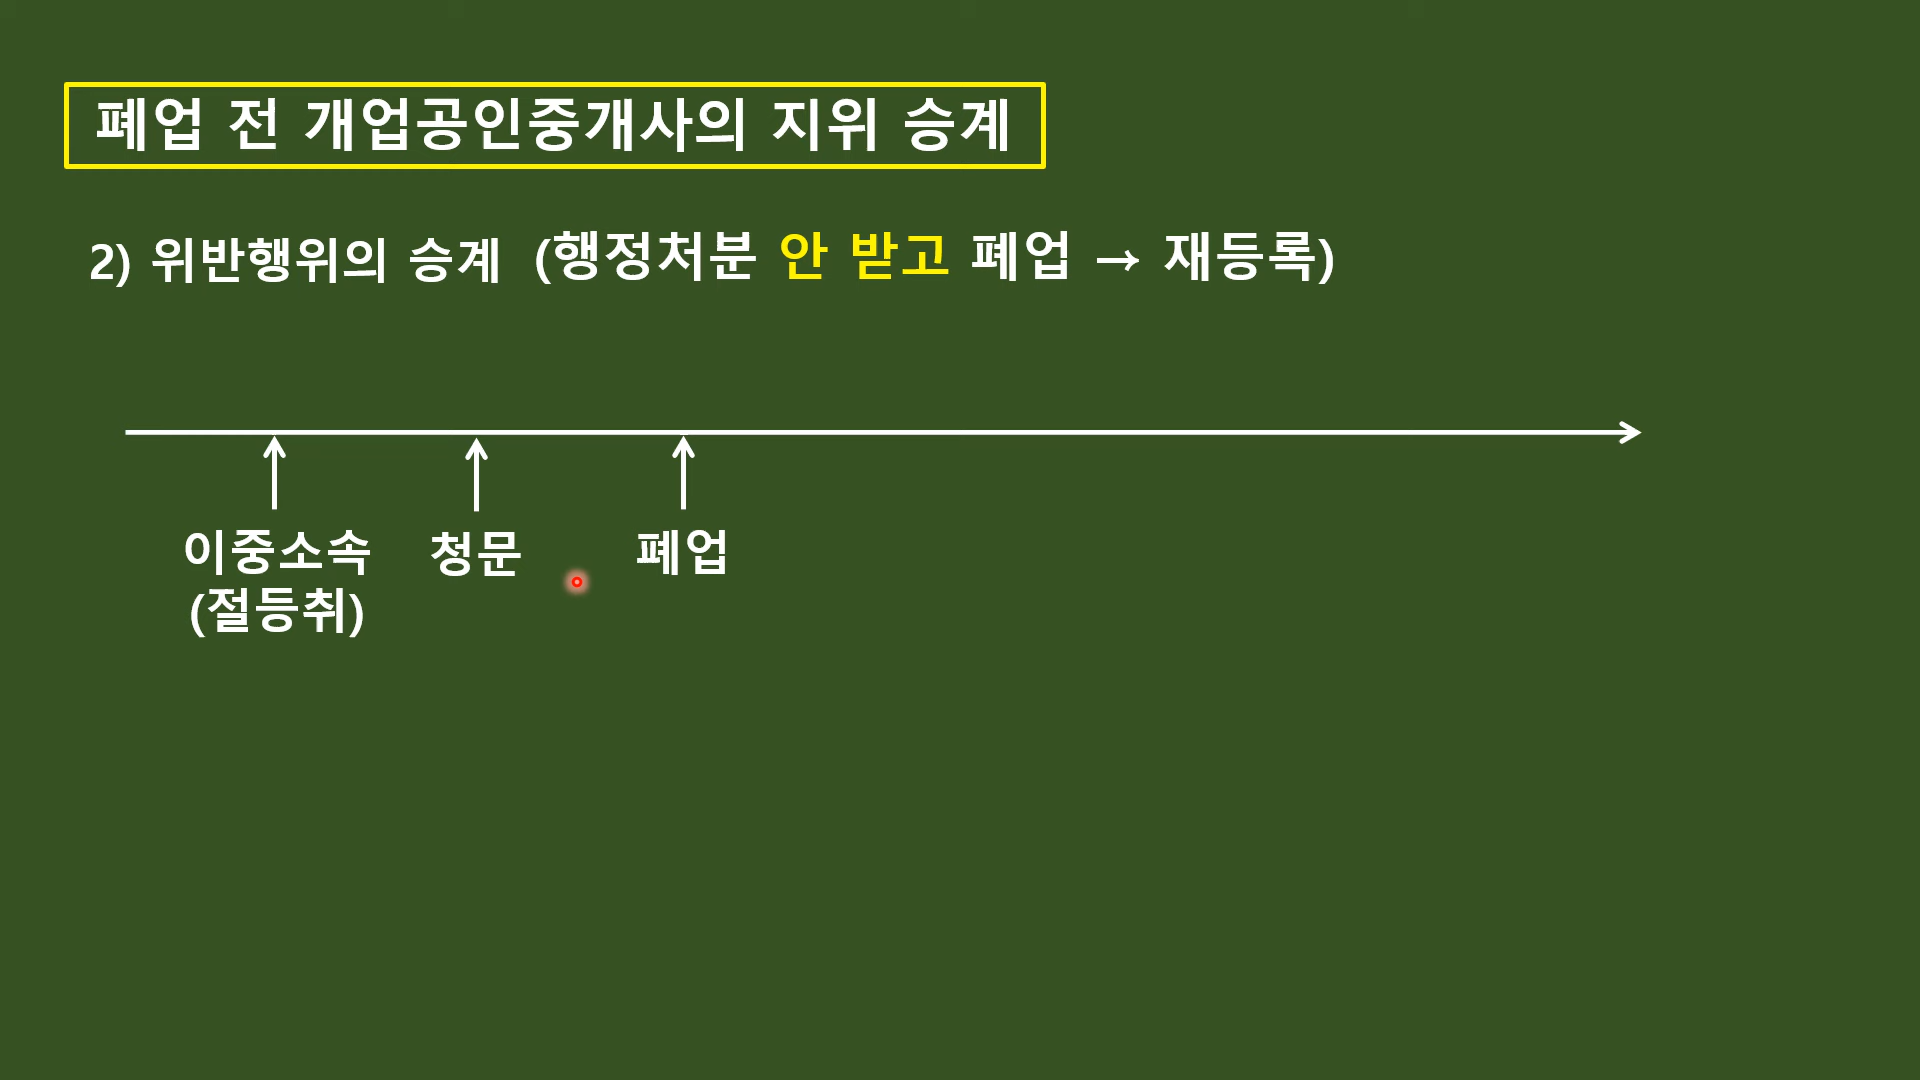 폐업 전 개업공인중개사의 지위 승계
2) 위반행위의 승계 (행정처분 안 받고 폐업 → 재등록)
이중소속 청문 폐업
(절등취)